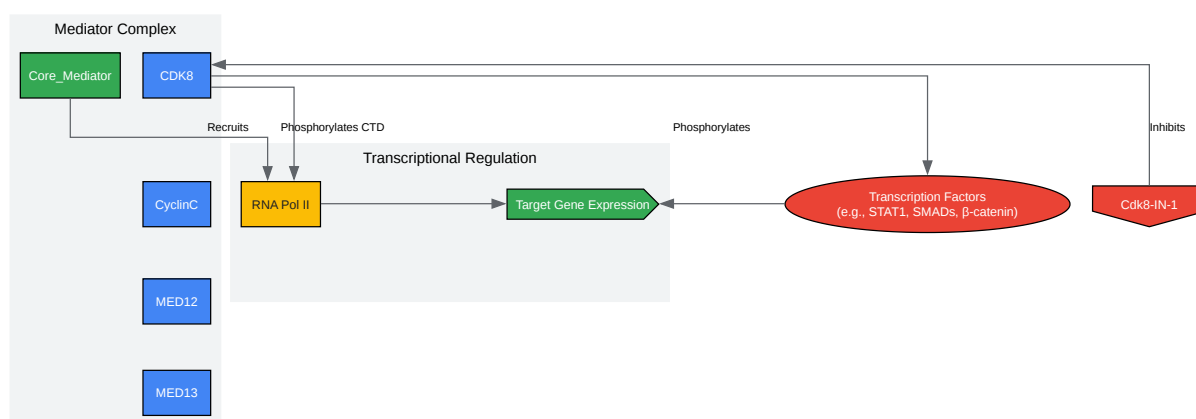 Mediator Complex
Core_Mediator
CDK8
Recruits
Phosphorylates CTD
Phosphorylates
Inhibits
Transcriptional Regulation
CyclinC
RNA Pol II
Target Gene Expression
Transcription Factors
(e.g., STAT1, SMADs, β-catenin)
Cdk8-IN-1
MED12
MED13